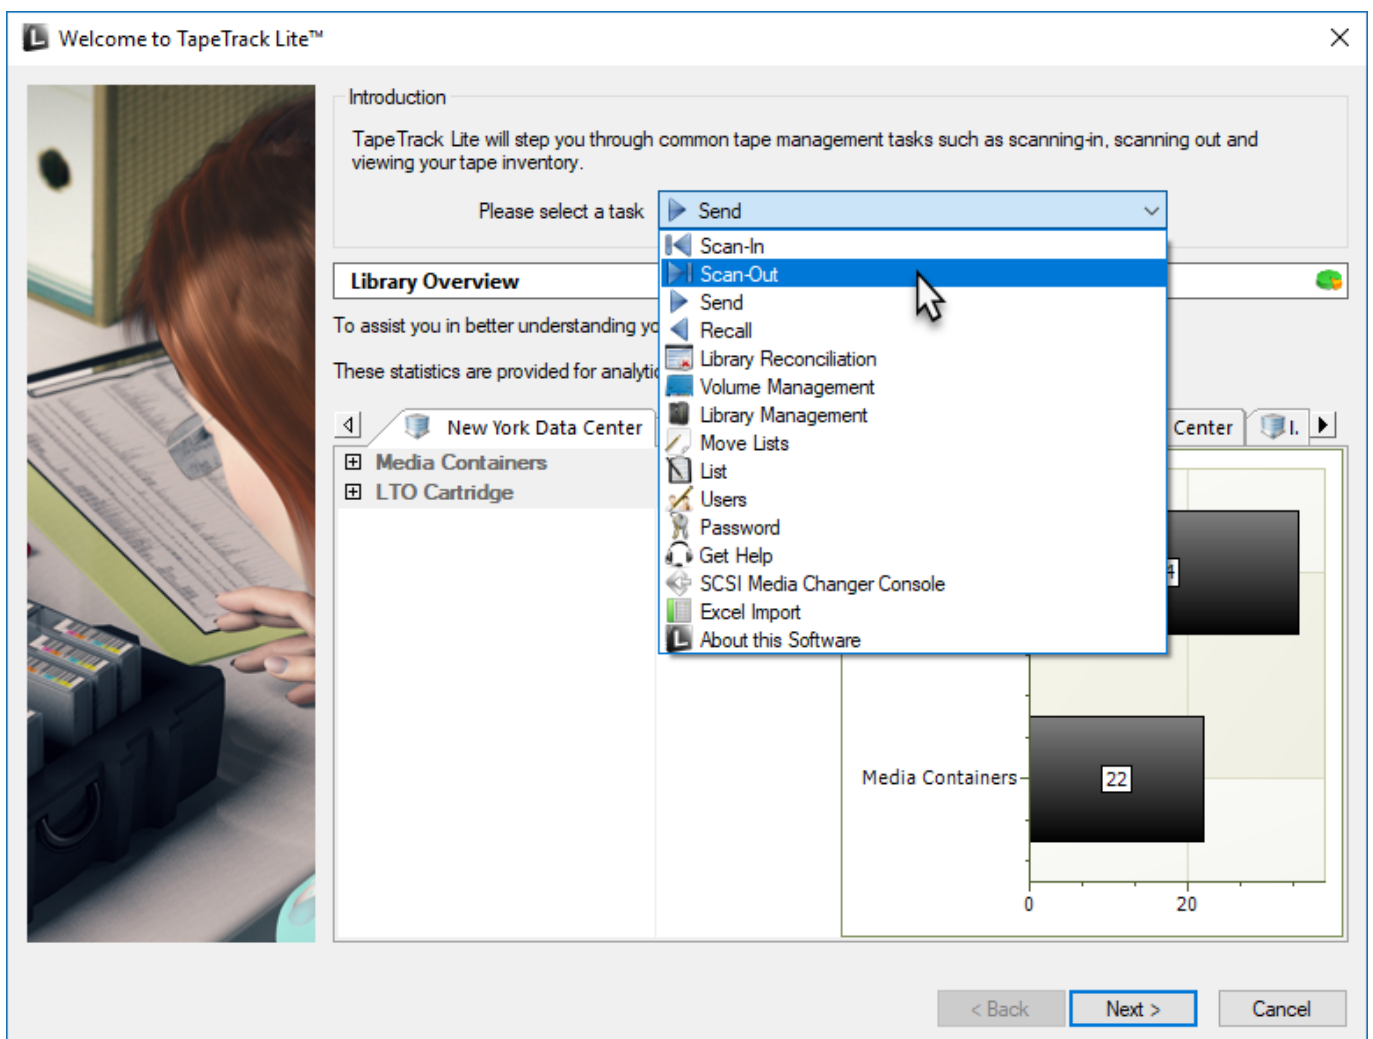 Welcome to TapeTrack Lite™
Introduction
TapeTrack Lite will step you through common tape management tasks such as scanning-in, scanning out and
viewing your tape inventory.
Please select a task
Send
Scan-In
Scan-Out
Send
Recall
Library Reconciliation
Volume Management
Library Management
Move Lists
List
Users
Password
Get Help
SCSI Media Changer Console
Excel Import
About this Software
Library Overview
To assist you in better understanding
These statistics are provided for
New York Data Center
Center
I.
Media Containers
LTO Cartridge
4
Media Containers
22
0
20
< Back
Next >
Cancel